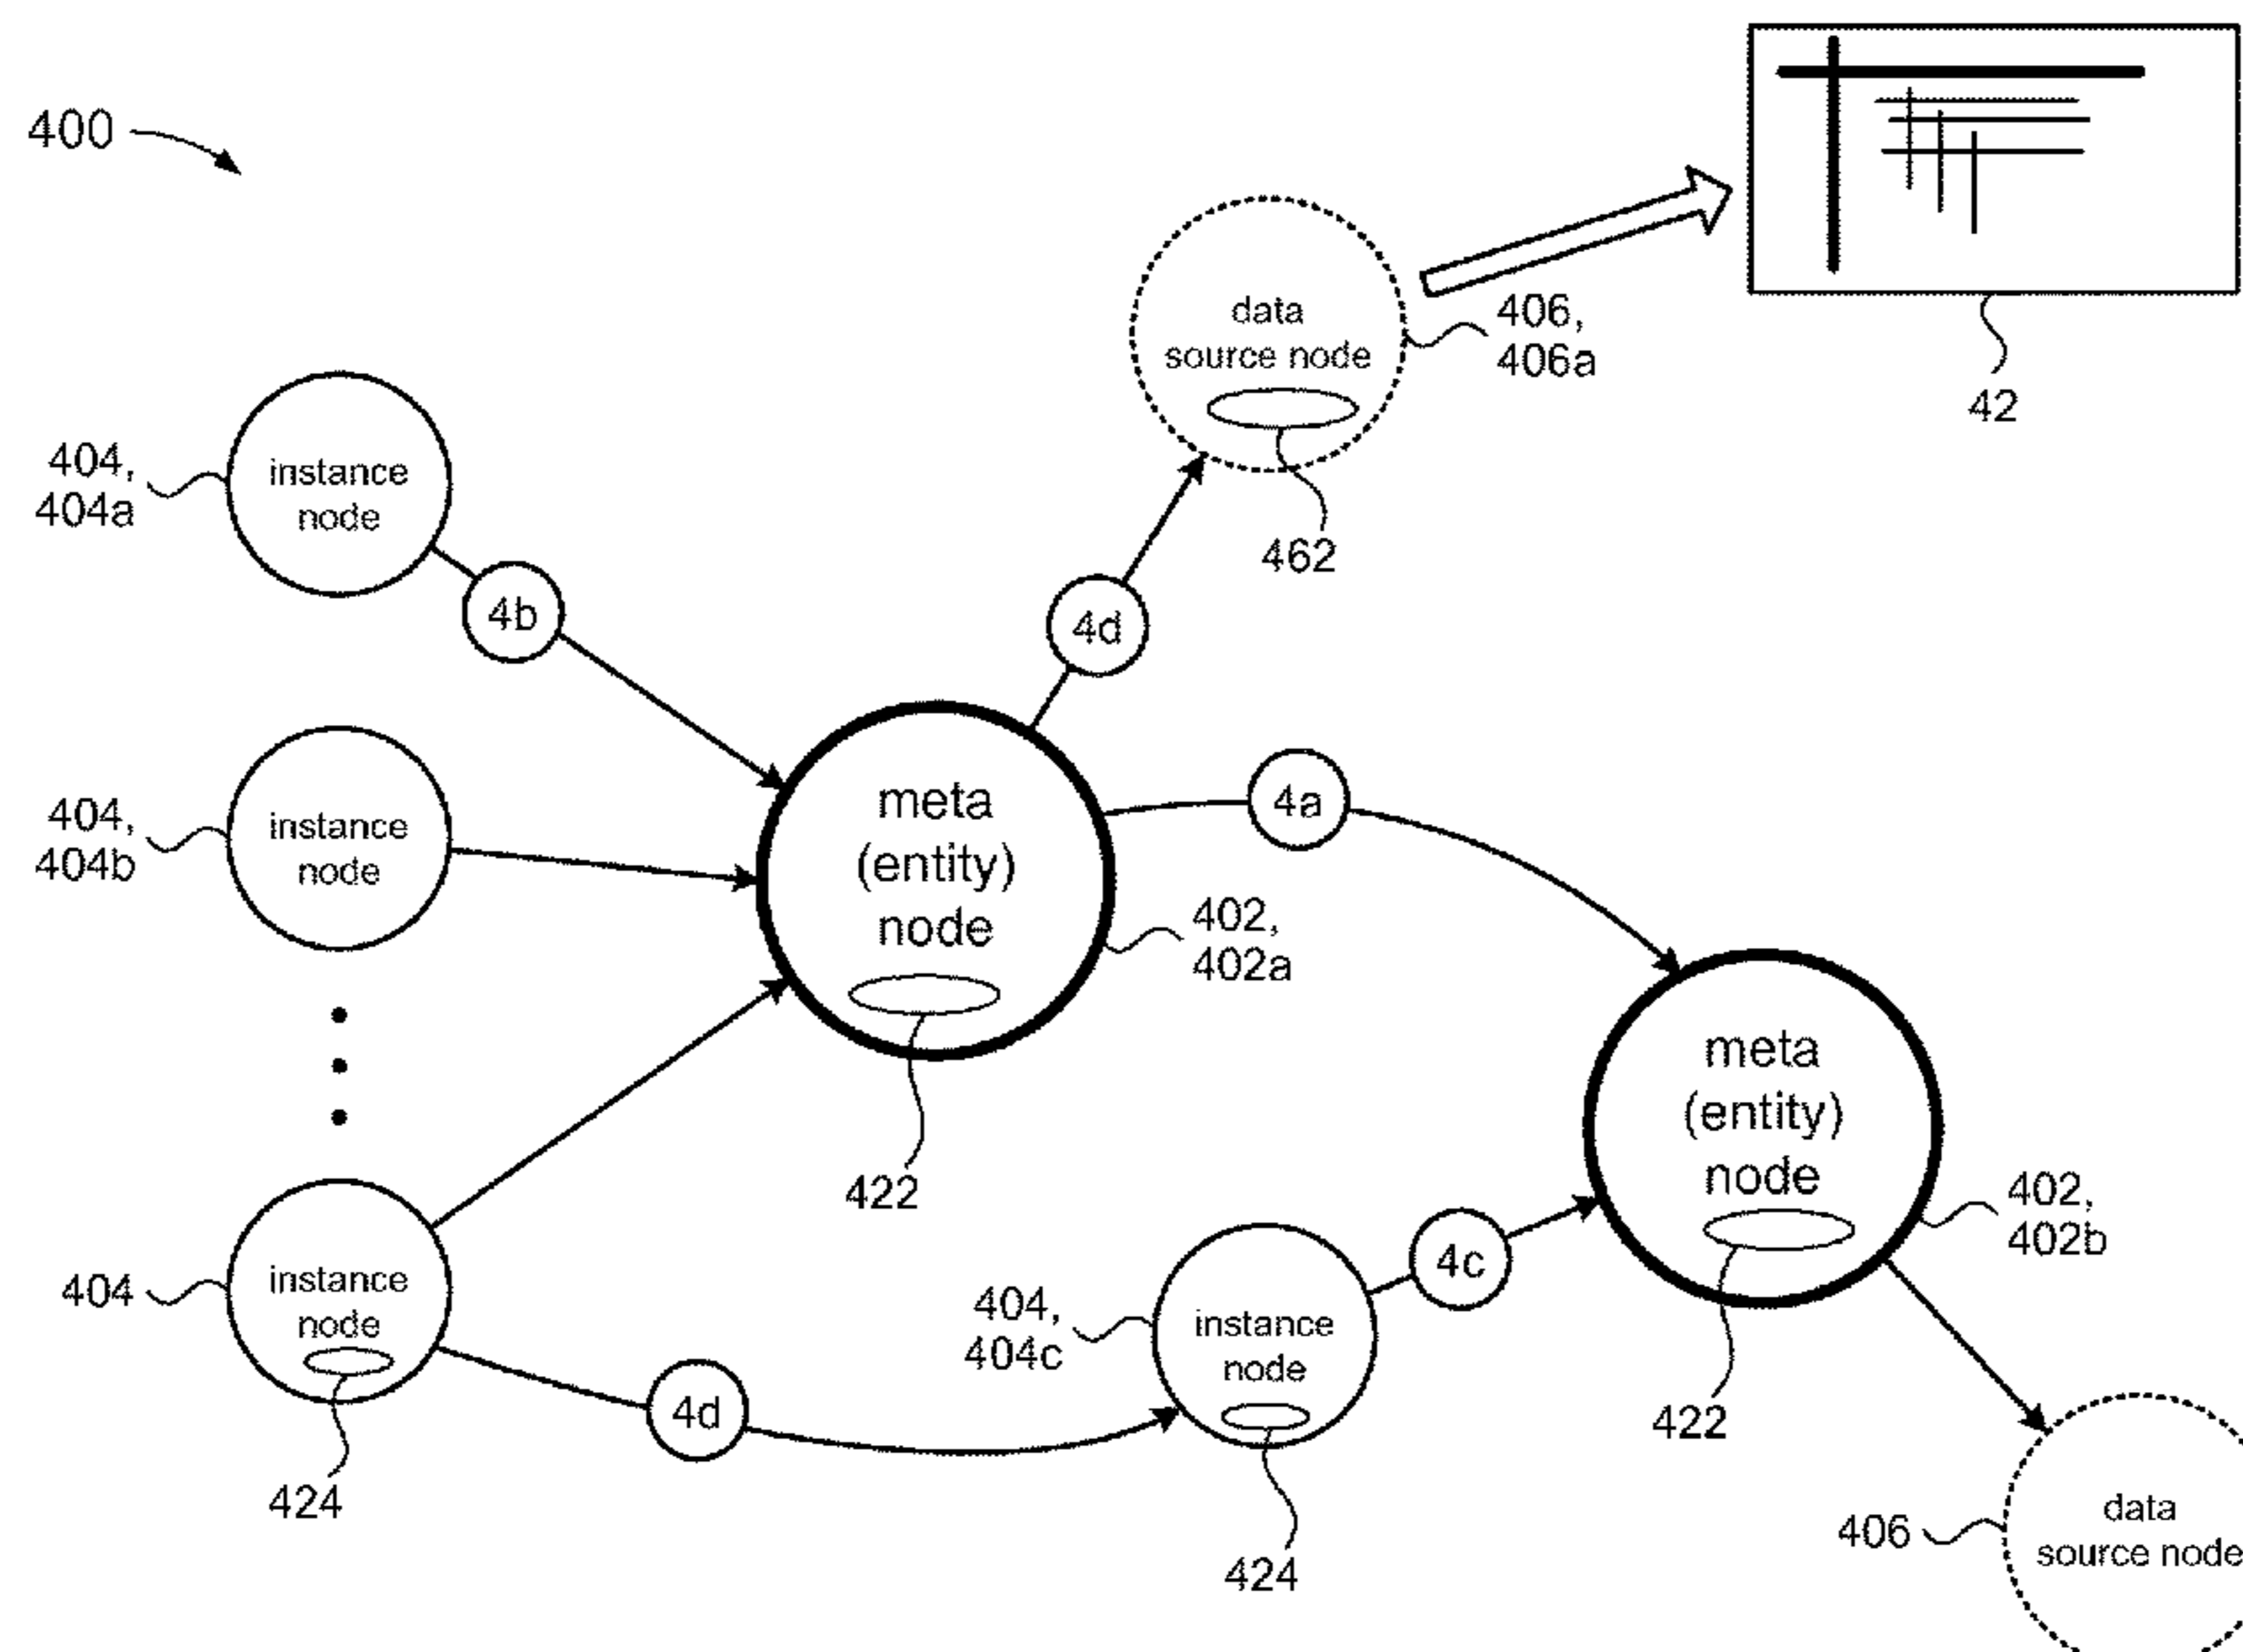 400
42
data
source node
406,
406a
462
404,
404a
instance
node
4b
4d
meta
(entity)
node
4a
404,
404b
instance
node
402,
402a
422
meta
(entity)
node
402,
402b
422
404
instance
node
424
4d
404,
404c
instance
node
424
4c
406
data
source node